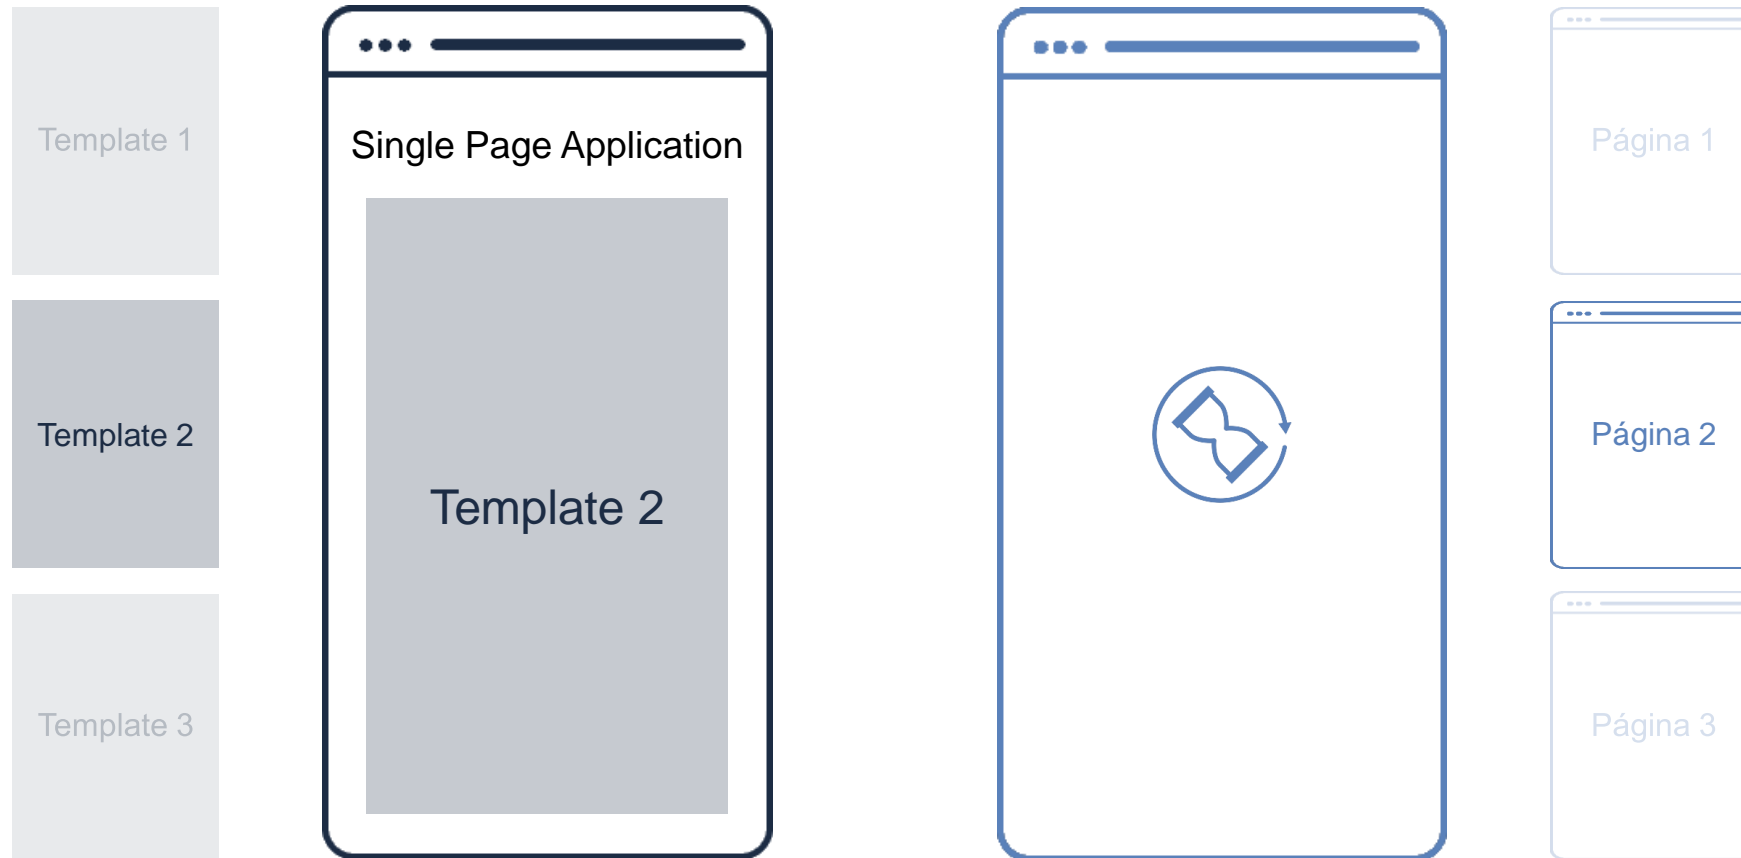 Template 1
Template 2
Template 3
Single Page Application
Template 2
Página 1
Página 2
Página 3